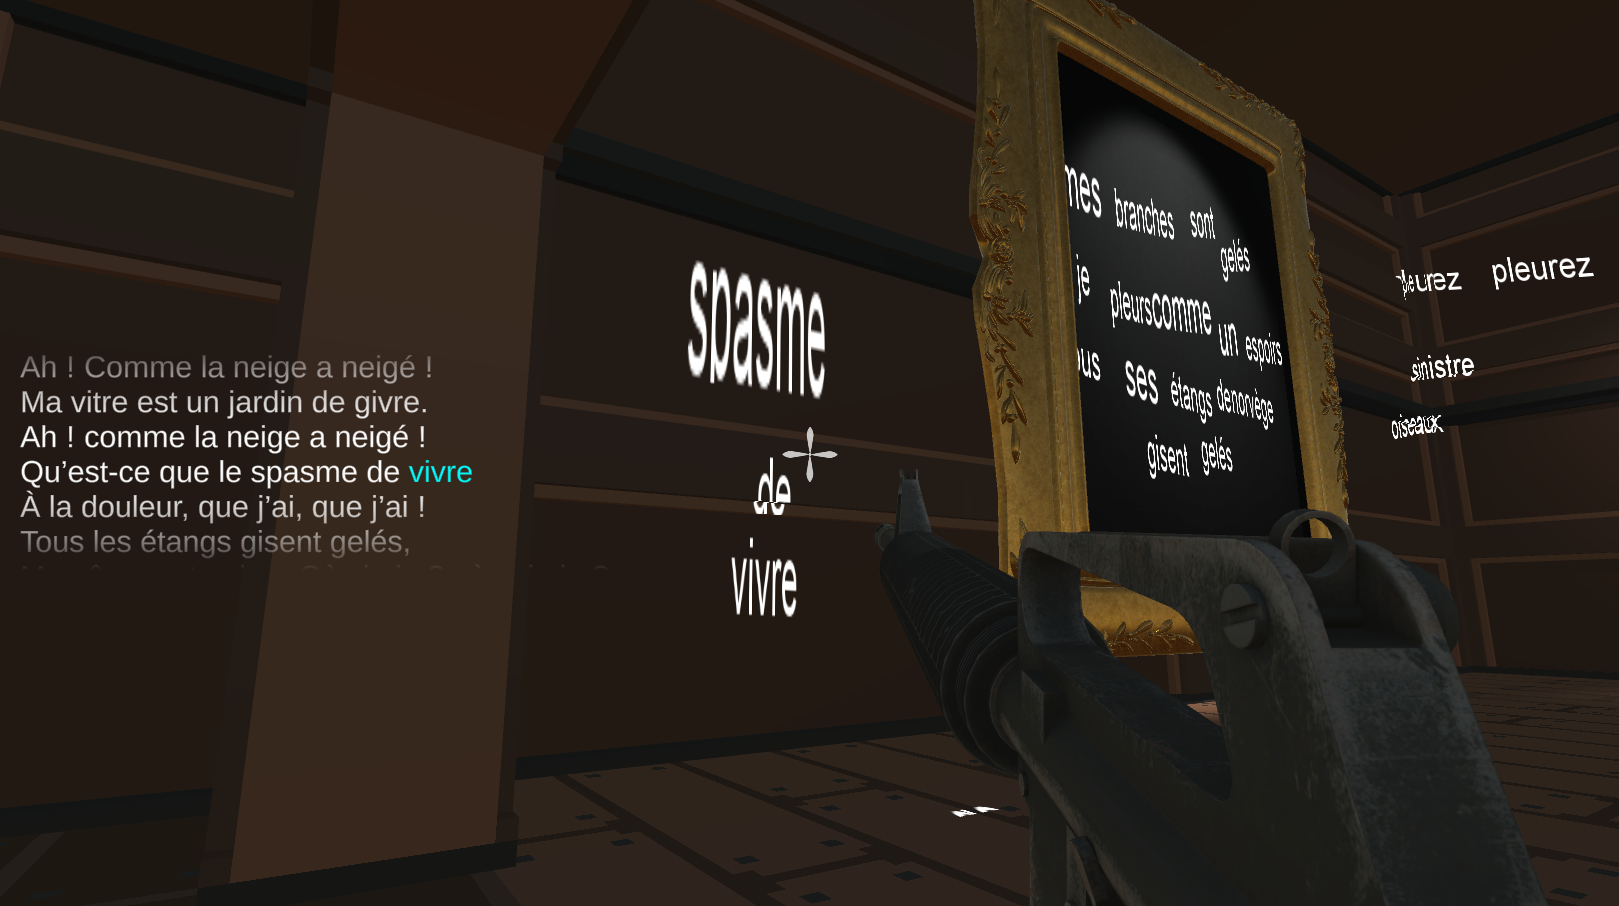 Ah ! Comme la neige a neigé !
Ma vitre est un jardin de givre.
Ah ! comme la neige a neigé !
Qu’est-ce que le spasme de vivre
À la douleur, que j’ai, que j’ai !
Tous les étangs gisent gelés,
spasme
de
vivre
mes branches sont gelés
je pleurs comme un espoirs
ses étangs de norvège
gisent gelés
pleurez pleurez
sinistre
oiseaux